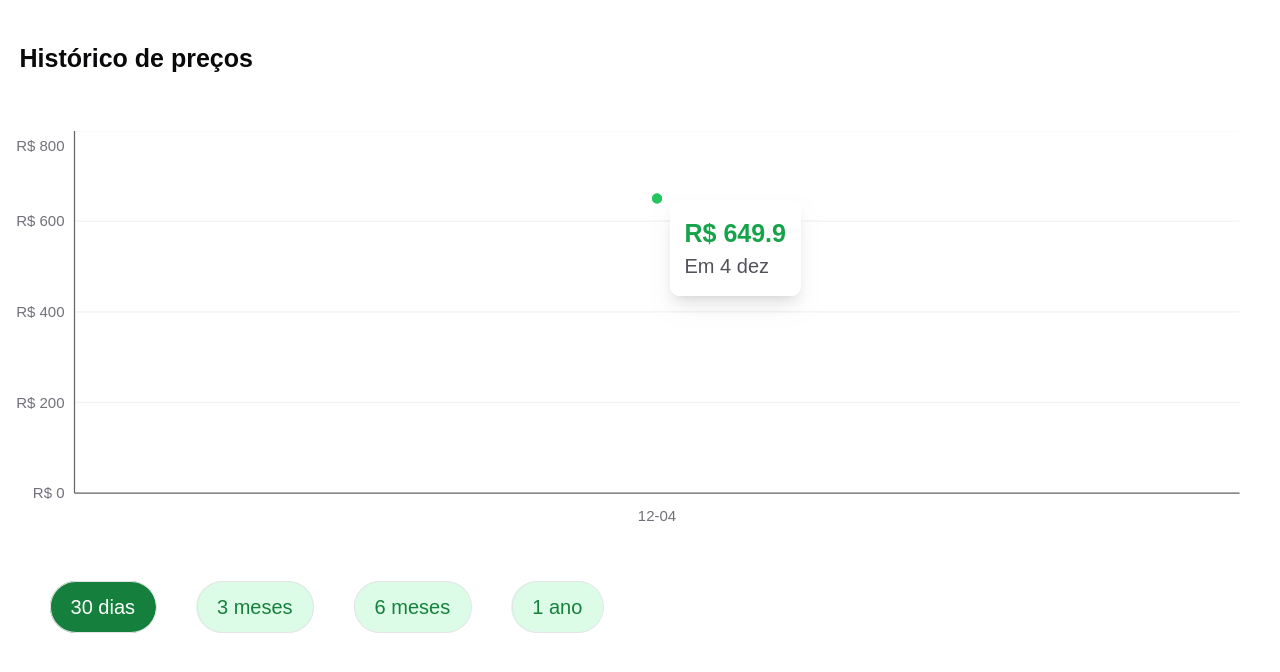 Histórico de preços
R$ 800
R$ 600
R$ 649.9
Em 4 dez
R$ 400
R$ 200
R$ 0
12-04
30 dias
3 meses
6 meses
1 ano